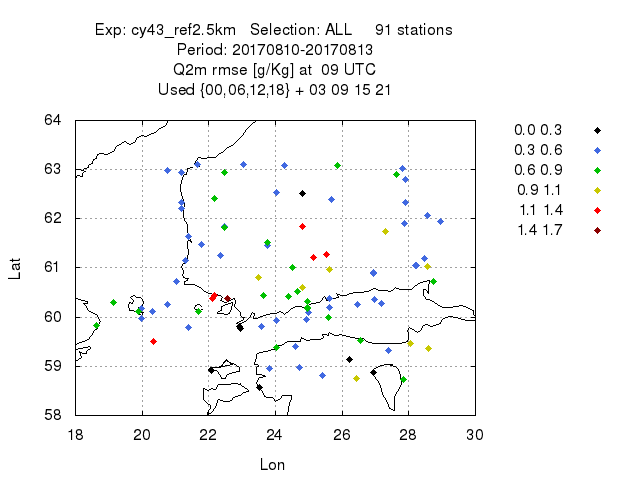 Exp: cy43_ref2.5km Selection: ALL 91 stations
Period: 20170810-20170813
Q2m rmse [g/Kg] at 09 UTC
Used {00,06,12,18} + 03 09 15 21
64
63
62
61
60
59
58
18 20 22 24 26 28 30
Lat
Lon
0.0 0.3
0.3 0.6
0.6 0.9
0.9 1.1
1.1 1.4
1.4 1.7